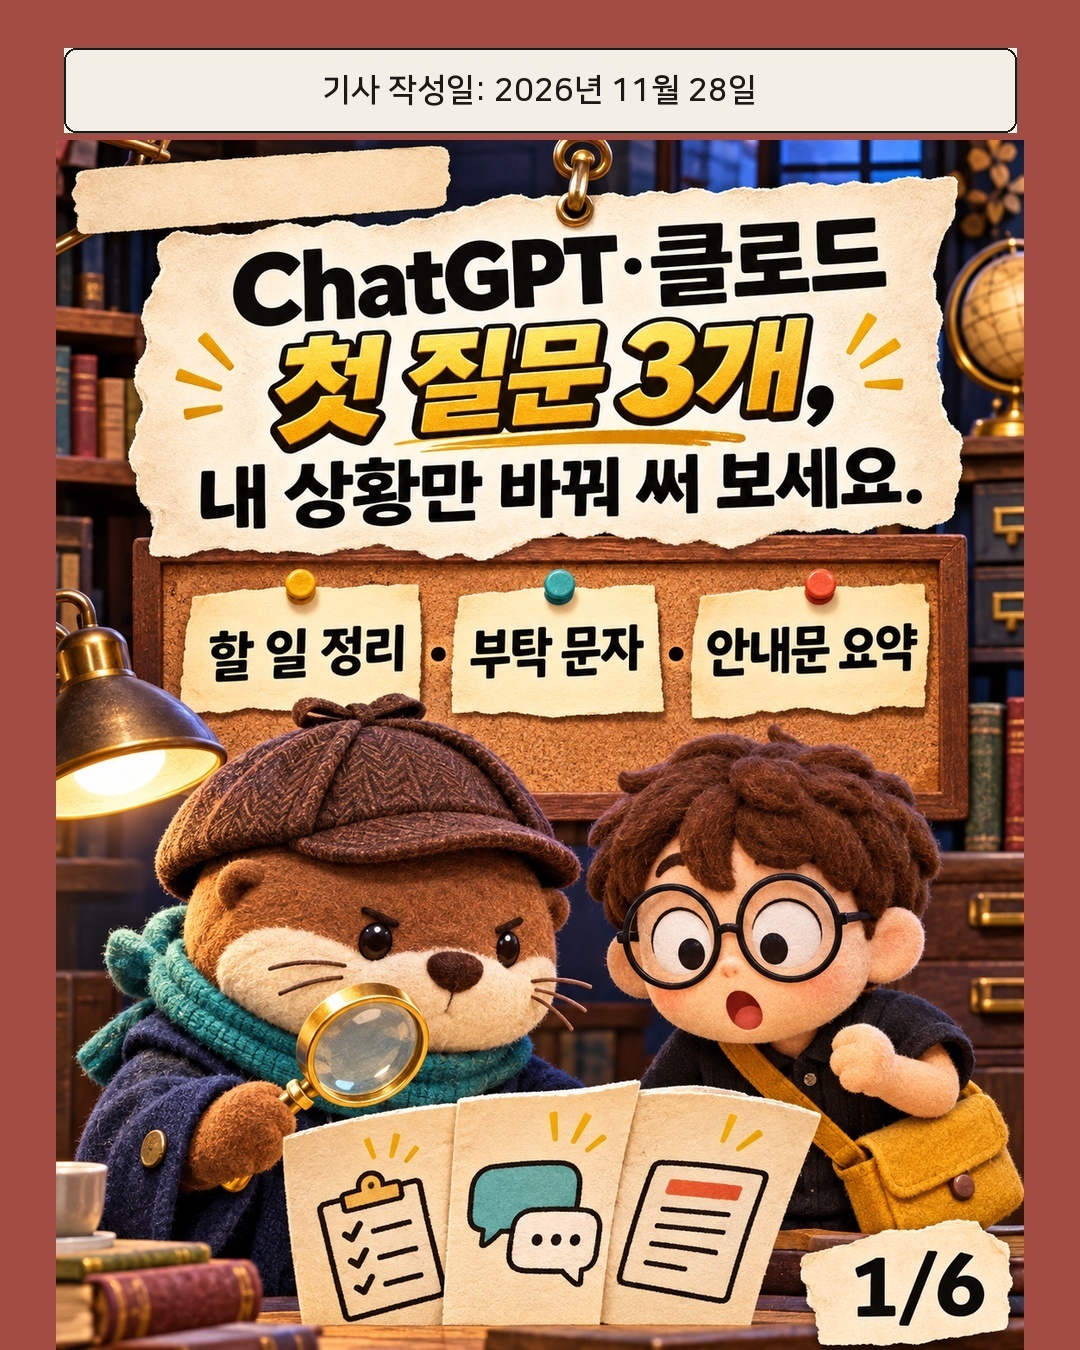 기사 작성일: 2026년 11월 28일
ChatGPT·클로드
첫 질문 3개,
내 상황만 바꿔 써 보세요.
할 일 정리 · 부탁 문자 · 안내문 요약
1/6